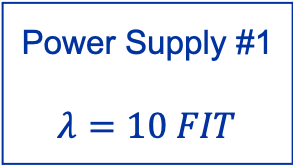 Power Supply #1
λ = 10 FIT